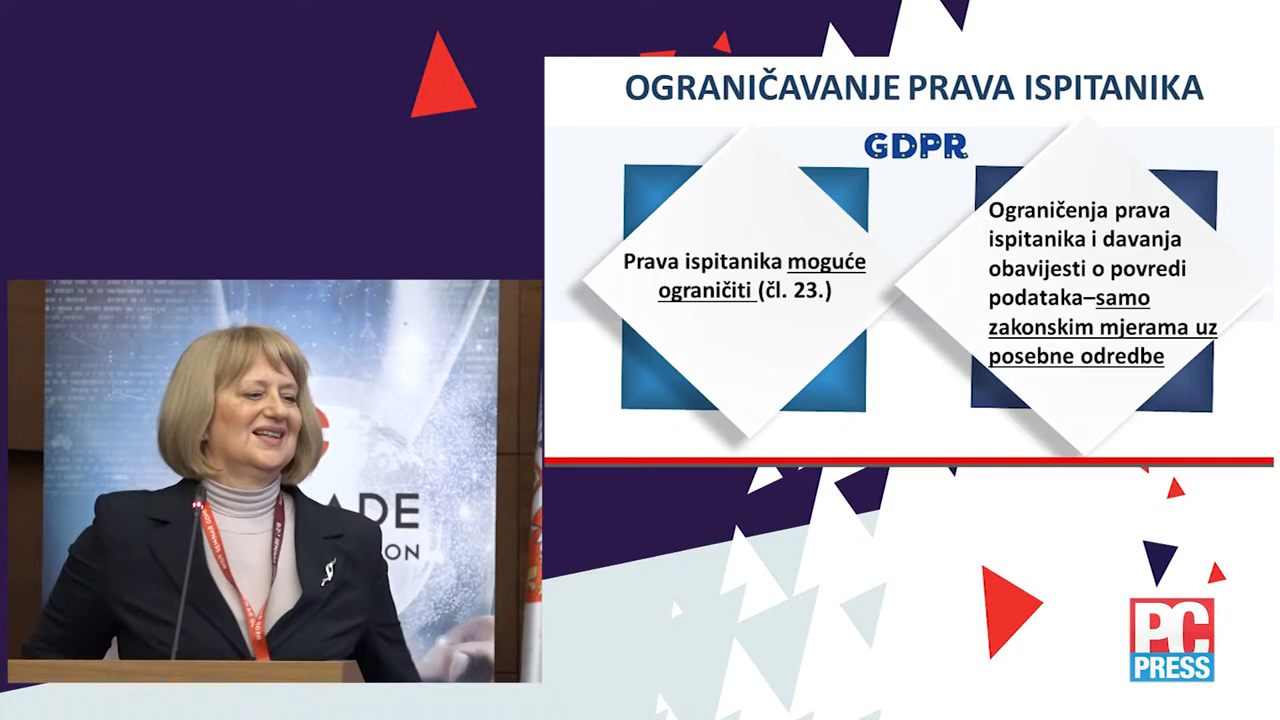 OGRANIČAVANJE PRAVA ISPITANIKA
GDPR
Prava ispitanika moguće
ograničiti (čl. 23.)
Ograničenja prava
ispitanika i davanja
obavijesti o povredi
podataka–samo
zakonskim mjerama uz
posebne odredbe
ADE
ON
PC
PRESS